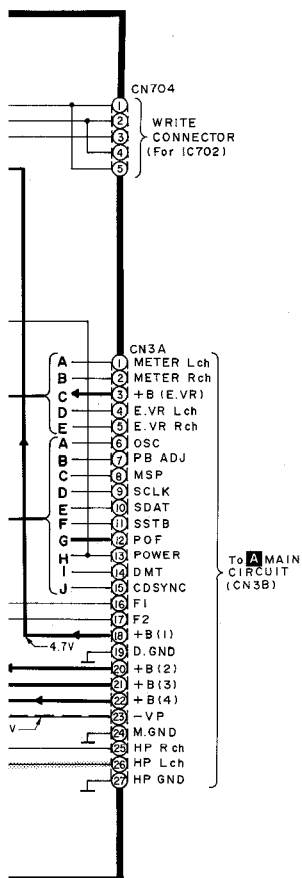 CN704
1
2 WRITE
3 CONNECTOR
4 (For IC702)
5
CN3A
A 1 METER Lch
B 2 METER Rch
C 3 +B (E.VR)
D 4 E.VR Lch
E 5 E.VR Rch
A 6 OSC
B 7 PB ADJ
C 8 MSP
D 9 SCLK
E 10 SDAT
F 11 SSTB
G 12 POF
H 13 POWER To A MAIN
I 14 DMT CIRCUIT
J 15 CDSYNC (CN3B)
16 F1
17 F2
18 +B(1)
4.7V 19 D.GND
20 +B(2)
21 +B(3)
22 +B(4)
V 23 -VP
24 M.GND
25 HP Rch
26 HP Lch
27 HP GND